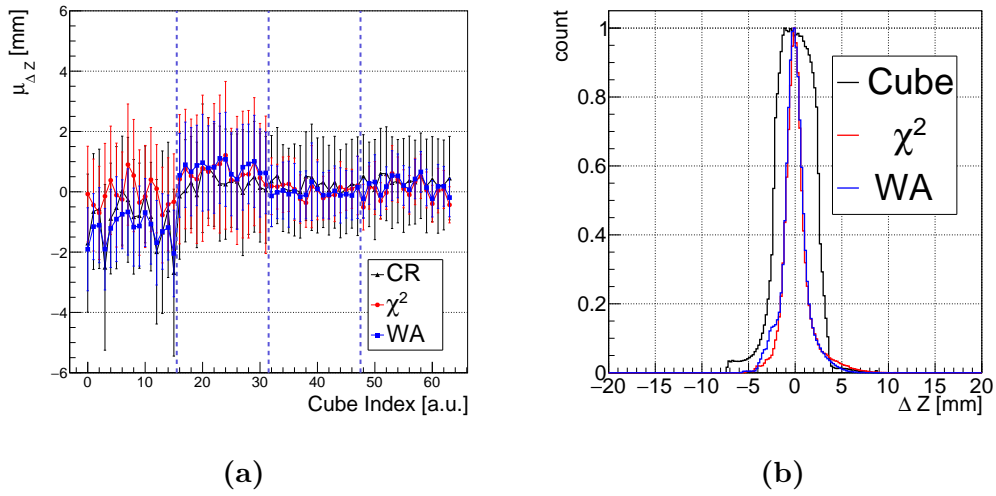 μΔ Z [mm]
6
4
2
0
−2
−4
−6
CR
χ²
WA
0 10 20 30 40 50 60
Cube Index [a.u.]
(a)
count
1
0.8
0.6
0.4
0.2
0
Cube
χ²
WA
−20 −15 −10 −5 0 5 10 15 20
Δ Z [mm]
(b)